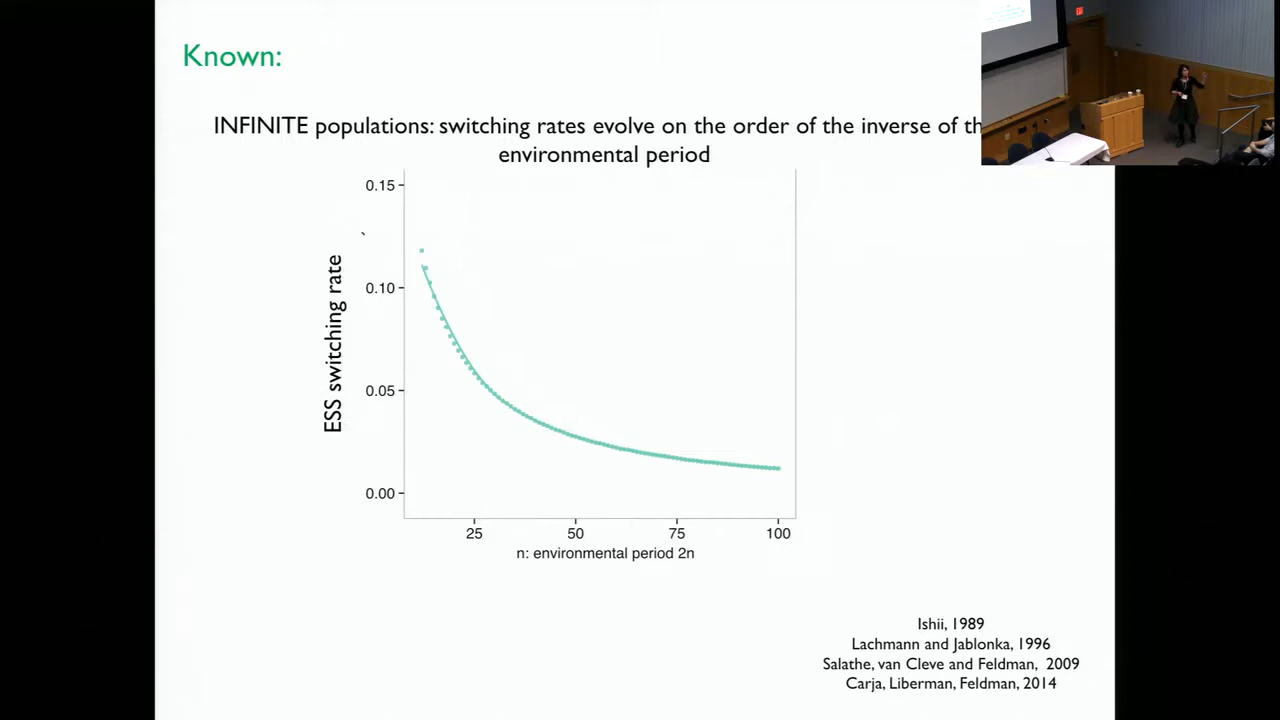 Known:
INFINITE populations: switching rates evolve on the order of the inverse of
environmental period
0.15
0.10
0.05
0.00
ESS switching rate
25 50 75 100
n: environmental period 2n
Ishii, 1989
Lachmann and Jablonka, 1996
Salathe, van Cleve and Feldman, 2009
Carja, Liberman, Feldman, 2014